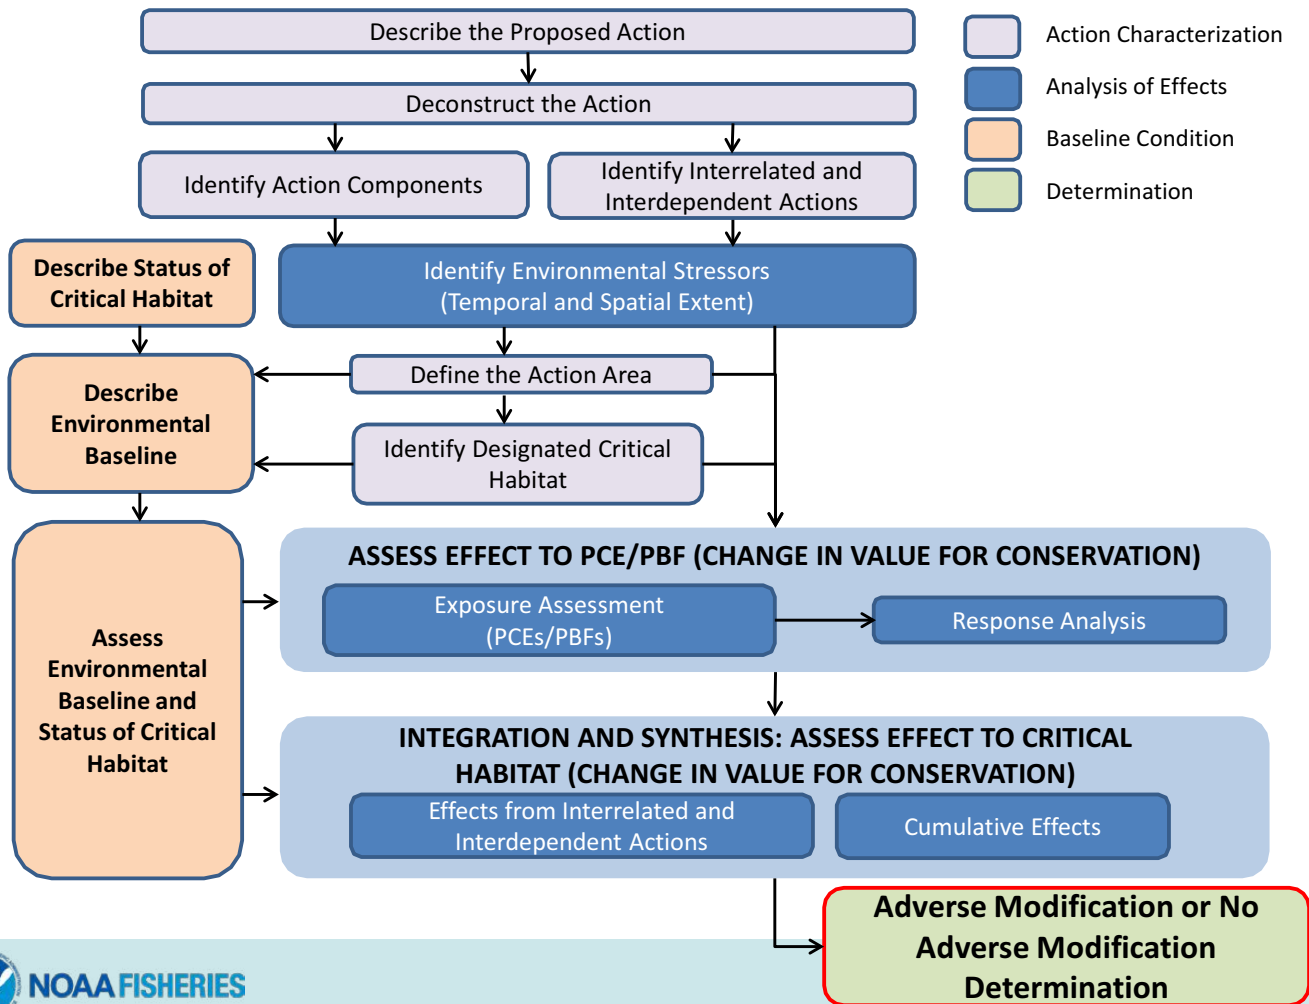 Describe the Proposed Action
Deconstruct the Action
Identify Action Components
Identify Interrelated and
Interdependent Actions
Action Characterization
Analysis of Effects
Baseline Condition
Determination
Describe Status of
Critical Habitat
Identify Environmental Stressors
(Temporal and Spatial Extent)
Describe
Environmental
Baseline
Define the Action Area
Identify Designated Critical
Habitat
Assess
Environmental
Baseline and
Status of Critical
Habitat
ASSESS EFFECT TO PCE/PBF (CHANGE IN VALUE FOR CONSERVATION)
Exposure Assessment
(PCEs/PBFs)
Response Analysis
INTEGRATION AND SYNTHESIS: ASSESS EFFECT TO CRITICAL
HABITAT (CHANGE IN VALUE FOR CONSERVATION)
Effects from Interrelated and
Interdependent Actions
Cumulative Effects
Adverse Modification or No
Adverse Modification
Determination
NOAA FISHERIES